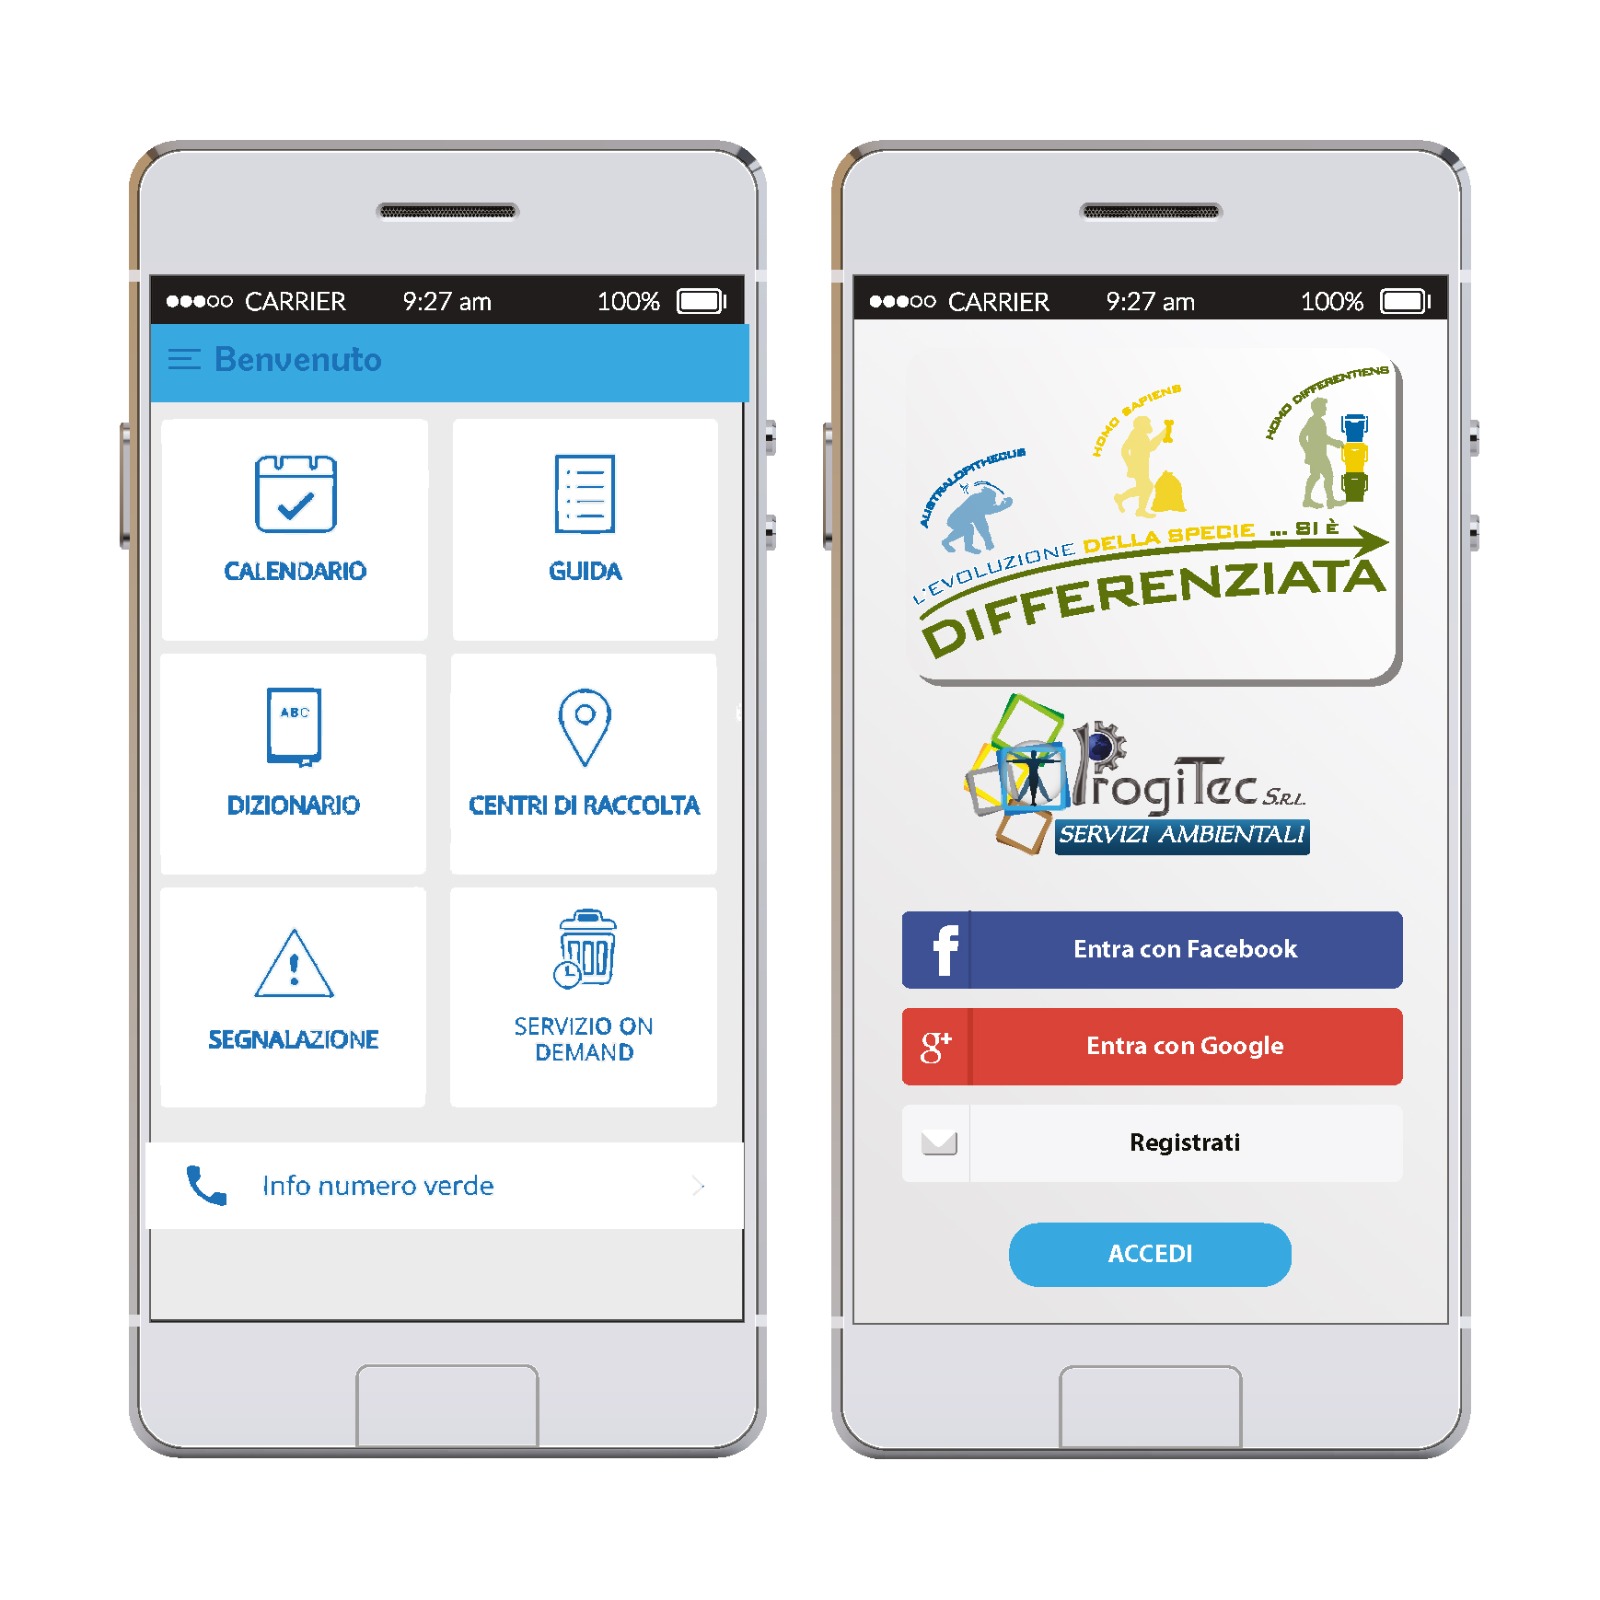 CARRIER 9:27 am 100%
Benvenuto
CALENDARIO
GUIDA
ABC
DIZIONARIO
CENTRI DI RACCOLTA
SEGNALAZIONE
SERVIZIO ON
DEMAND
Info numero verde
CARRIER 9:27 am 100%
AUSTRALOPITHECUS
HOMO SAPIENS
HOMO DIFFERENTIENS
L'EVOLUZIONE DELLA SPECIE ... SI È
DIFFERENZIATA
ProgiTec S.R.L.
SERVIZI AMBIENTALI
f Entra con Facebook
g+ Entra con Google
Registrati
ACCEDI